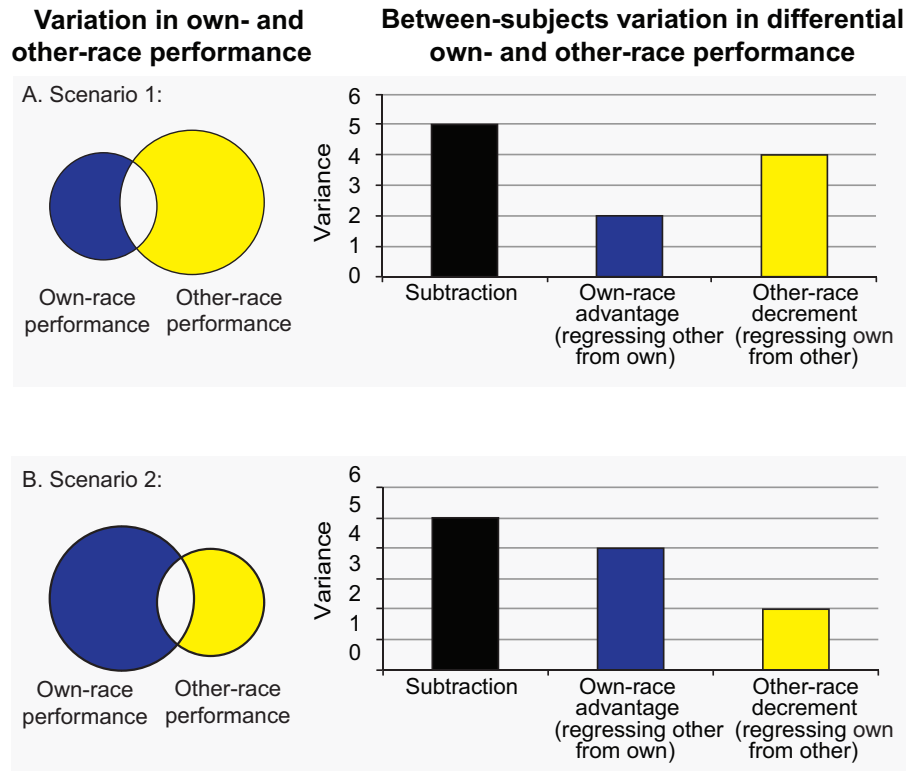 Variation in own- and
other-race performance
Between-subjects variation in differential
own- and other-race performance
A. Scenario 1:
Own-race
performance
Other-race
performance
Variance
6
5
4
3
2
1
0
Subtraction
Own-race
advantage
(regressing other
from own)
Other-race
decrement
(regressing own
from other)
B. Scenario 2:
Own-race
performance
Other-race
performance
Variance
6
5
4
3
2
1
0
Subtraction
Own-race
advantage
(regressing other
from own)
Other-race
decrement
(regressing own
from other)